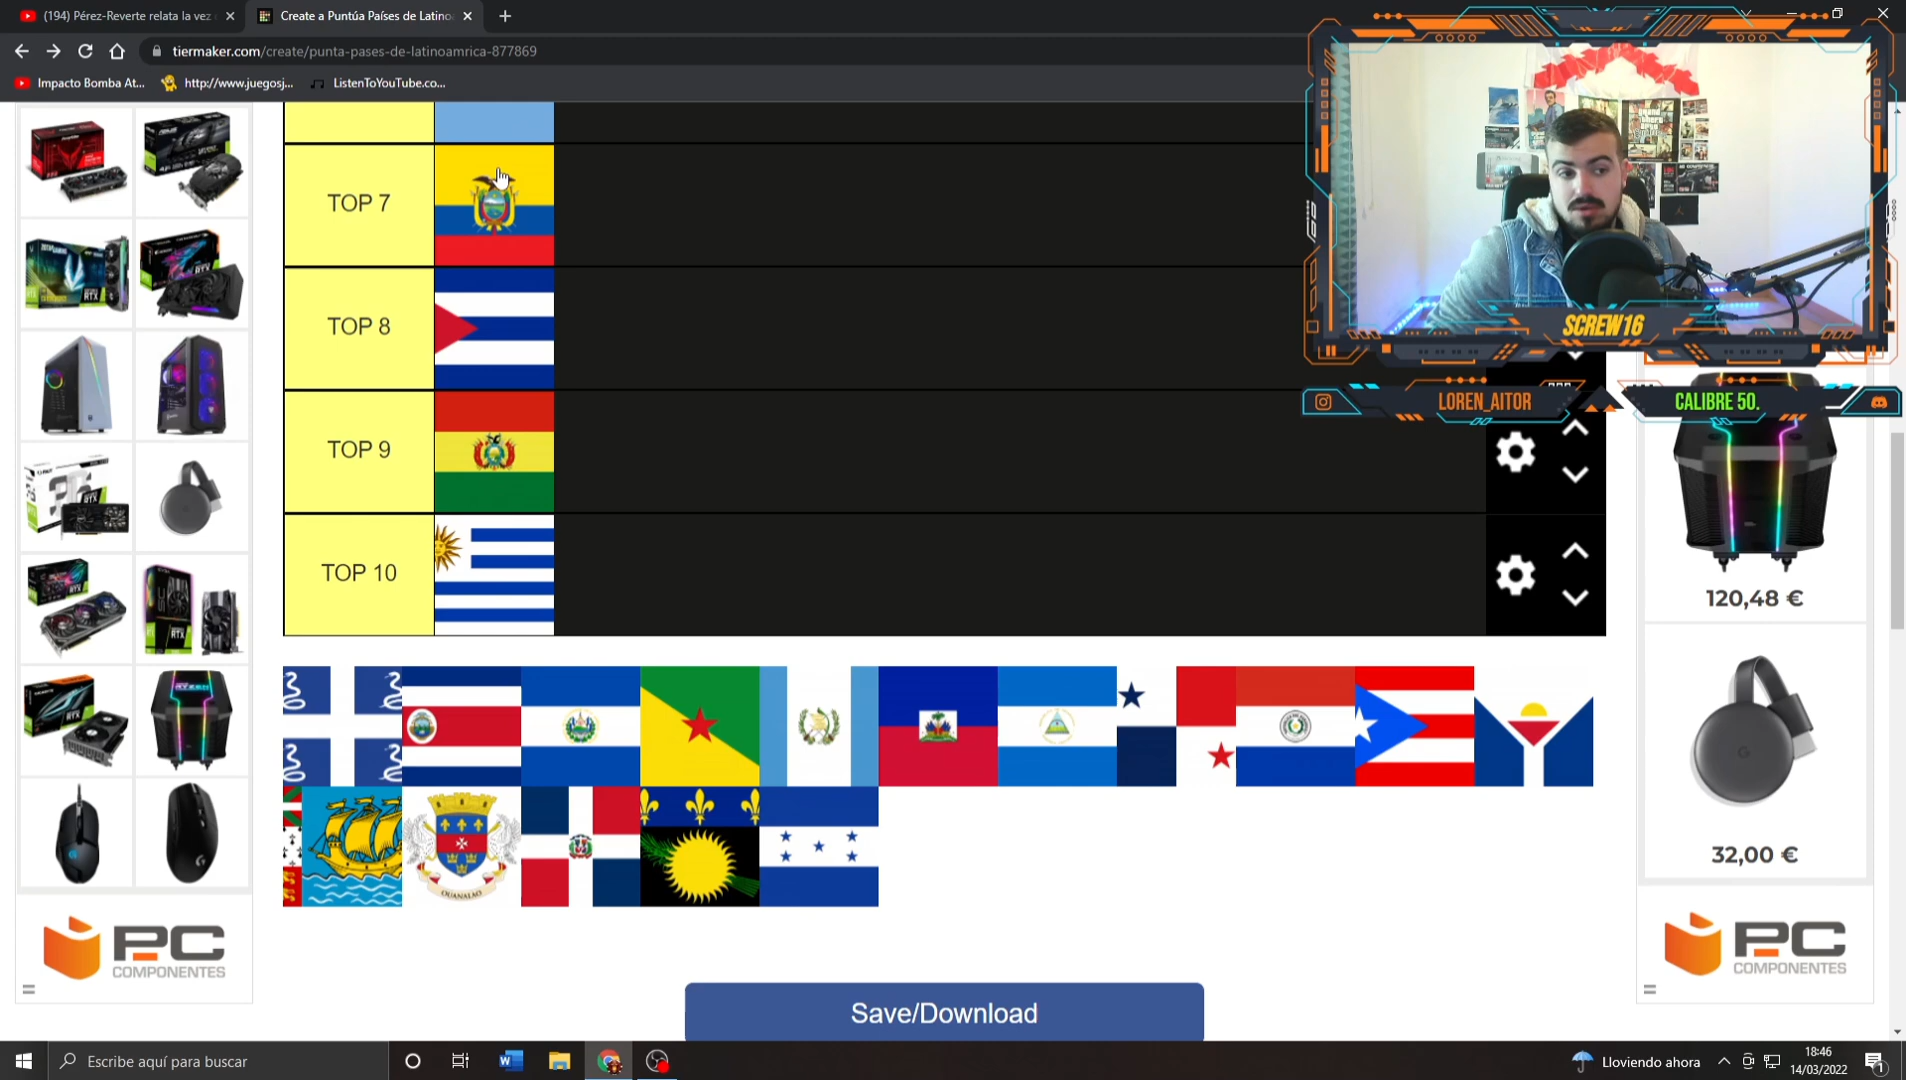 (194) Pérez-Reverte relata la vez
Create a Puntúa Países de Latino
tiermaker.com/create/punta-pases-de-latinoamrica-877869
Impacto Bomba At...
http://www.juegosj...
ListenToYouTube.co...
TOP 7
TOP 8
TOP 9
TOP 10
SCREW16
LOREN_AITOR
CALIBRE 50.
120,48 €
32,00 €
PC
COMPONENTES
PC
COMPONENTES
Save/Download
Escribe aquí para buscar
Lloviendo ahora
18:46
14/03/2022
1